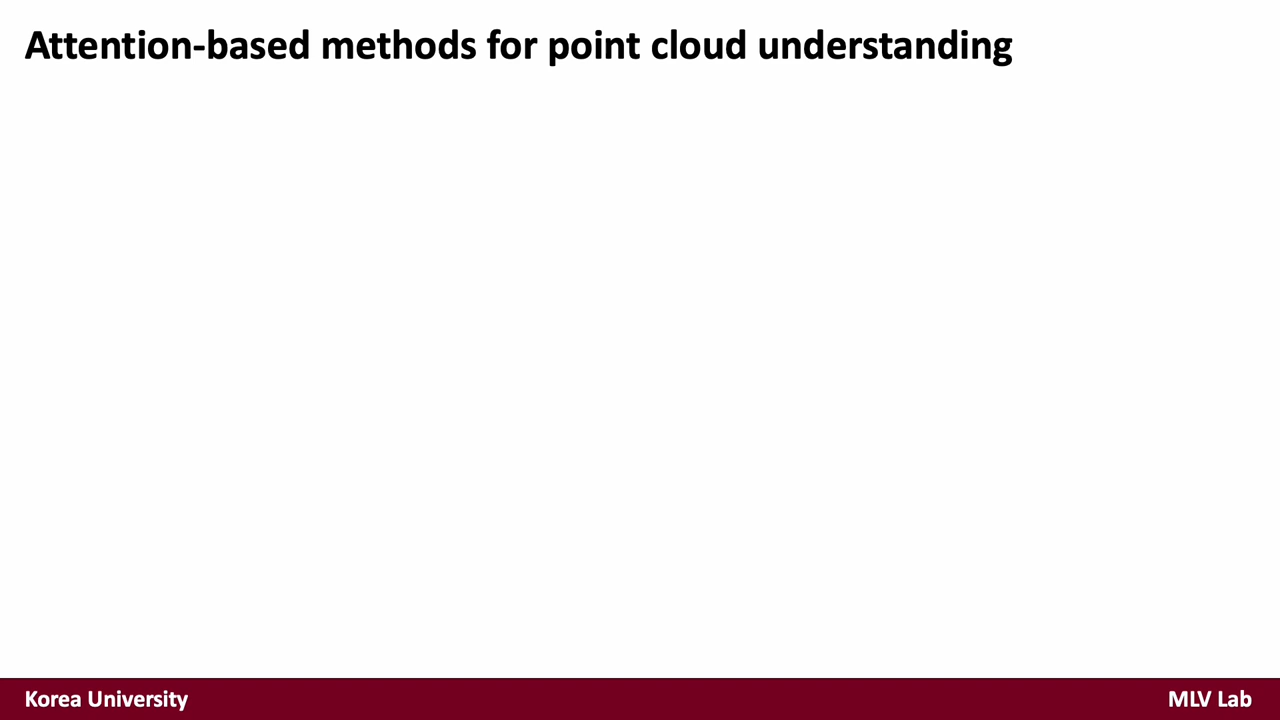 Attention-based methods for point cloud understanding
Korea University
MLV Lab